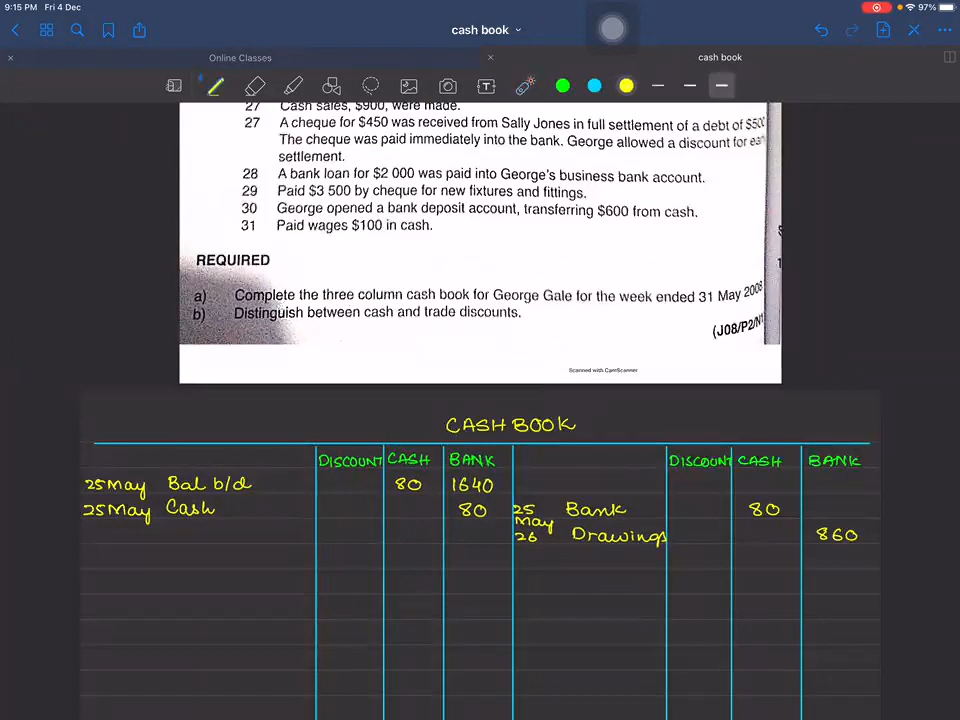 9:15 PM Fri 4 Dec 97%
cash book
Online Classes
cash book
27 Cash sales, $900, were made.
27 A cheque for $450 was received from Sally Jones in full settlement of a debt of $500
The cheque was paid immediately into the bank. George allowed a discount for
settlement.
28 A bank loan for $2 000 was paid into George's business bank account.
29 Paid $3 500 by cheque for new fixtures and fittings.
30 George opened a bank deposit account, transferring $600 from cash.
31 Paid wages $100 in cash.
REQUIRED
a) Complete the three column cash book for George Gale for the week ended 31 May 2008
b) Distinguish between cash and trade discounts.
(J08/P2/N1
Scanned with CamScanner
CASH BOOK
DISCOUNT CASH BANK DISCOUNT CASH BANK
25May Bal b/d 80 1640
25May Cash 80 25 May Bank 80
26 Drawings 860